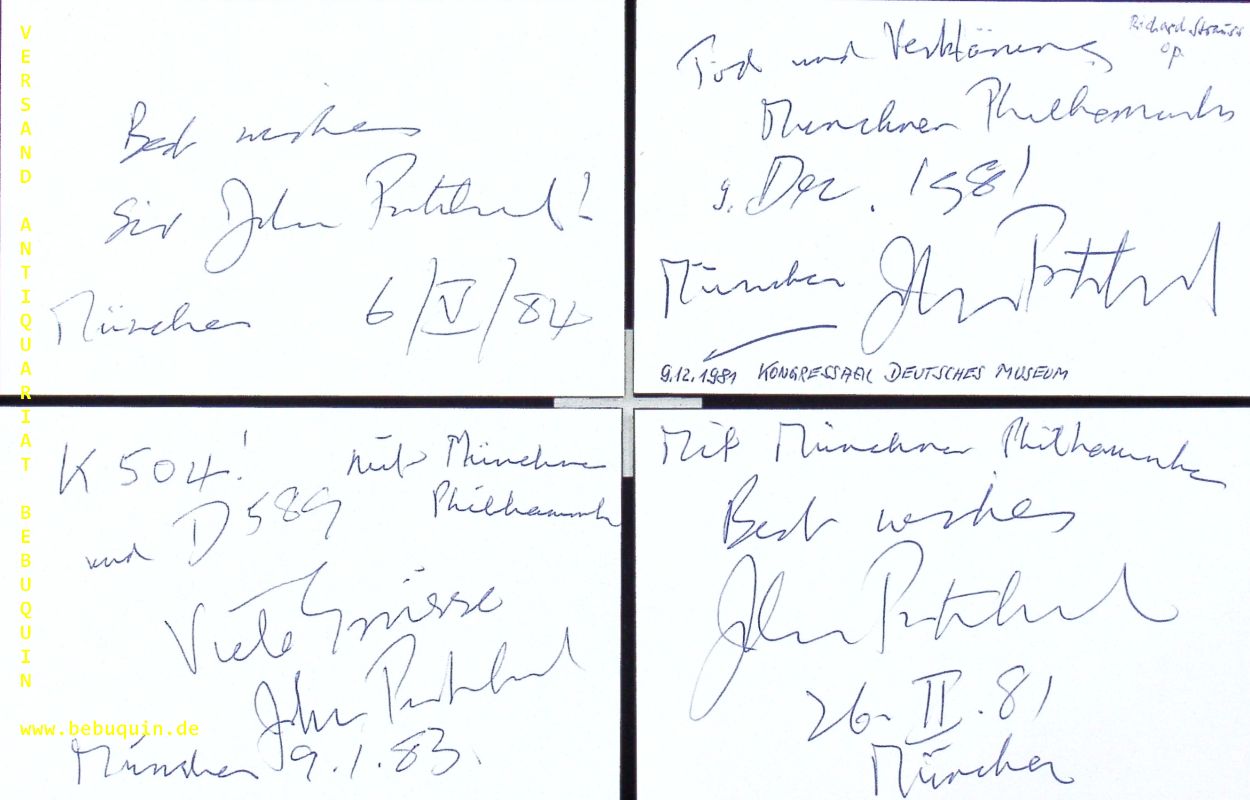 VERSAND ANTIQUARIAT BEBUQUIN
Best wishes
Sir John Pritchard!
München 6/V/84
Richard Strauss
Op.
Tod und Verklärung
Münchner Philharmoniker
9. Dez. 1981
München John Pritchard
9.12.1981 KONGRESSAAL DEUTSCHES MUSEUM
K 504! mit Münchner
Philharmoniker
und D 589
Viele Grüsse
John Pritchard
München 9.1.83.
Mit Münchner Philharmoniker
Best wishes
John Pritchard
26. II. 81
München
www.bebuquin.de